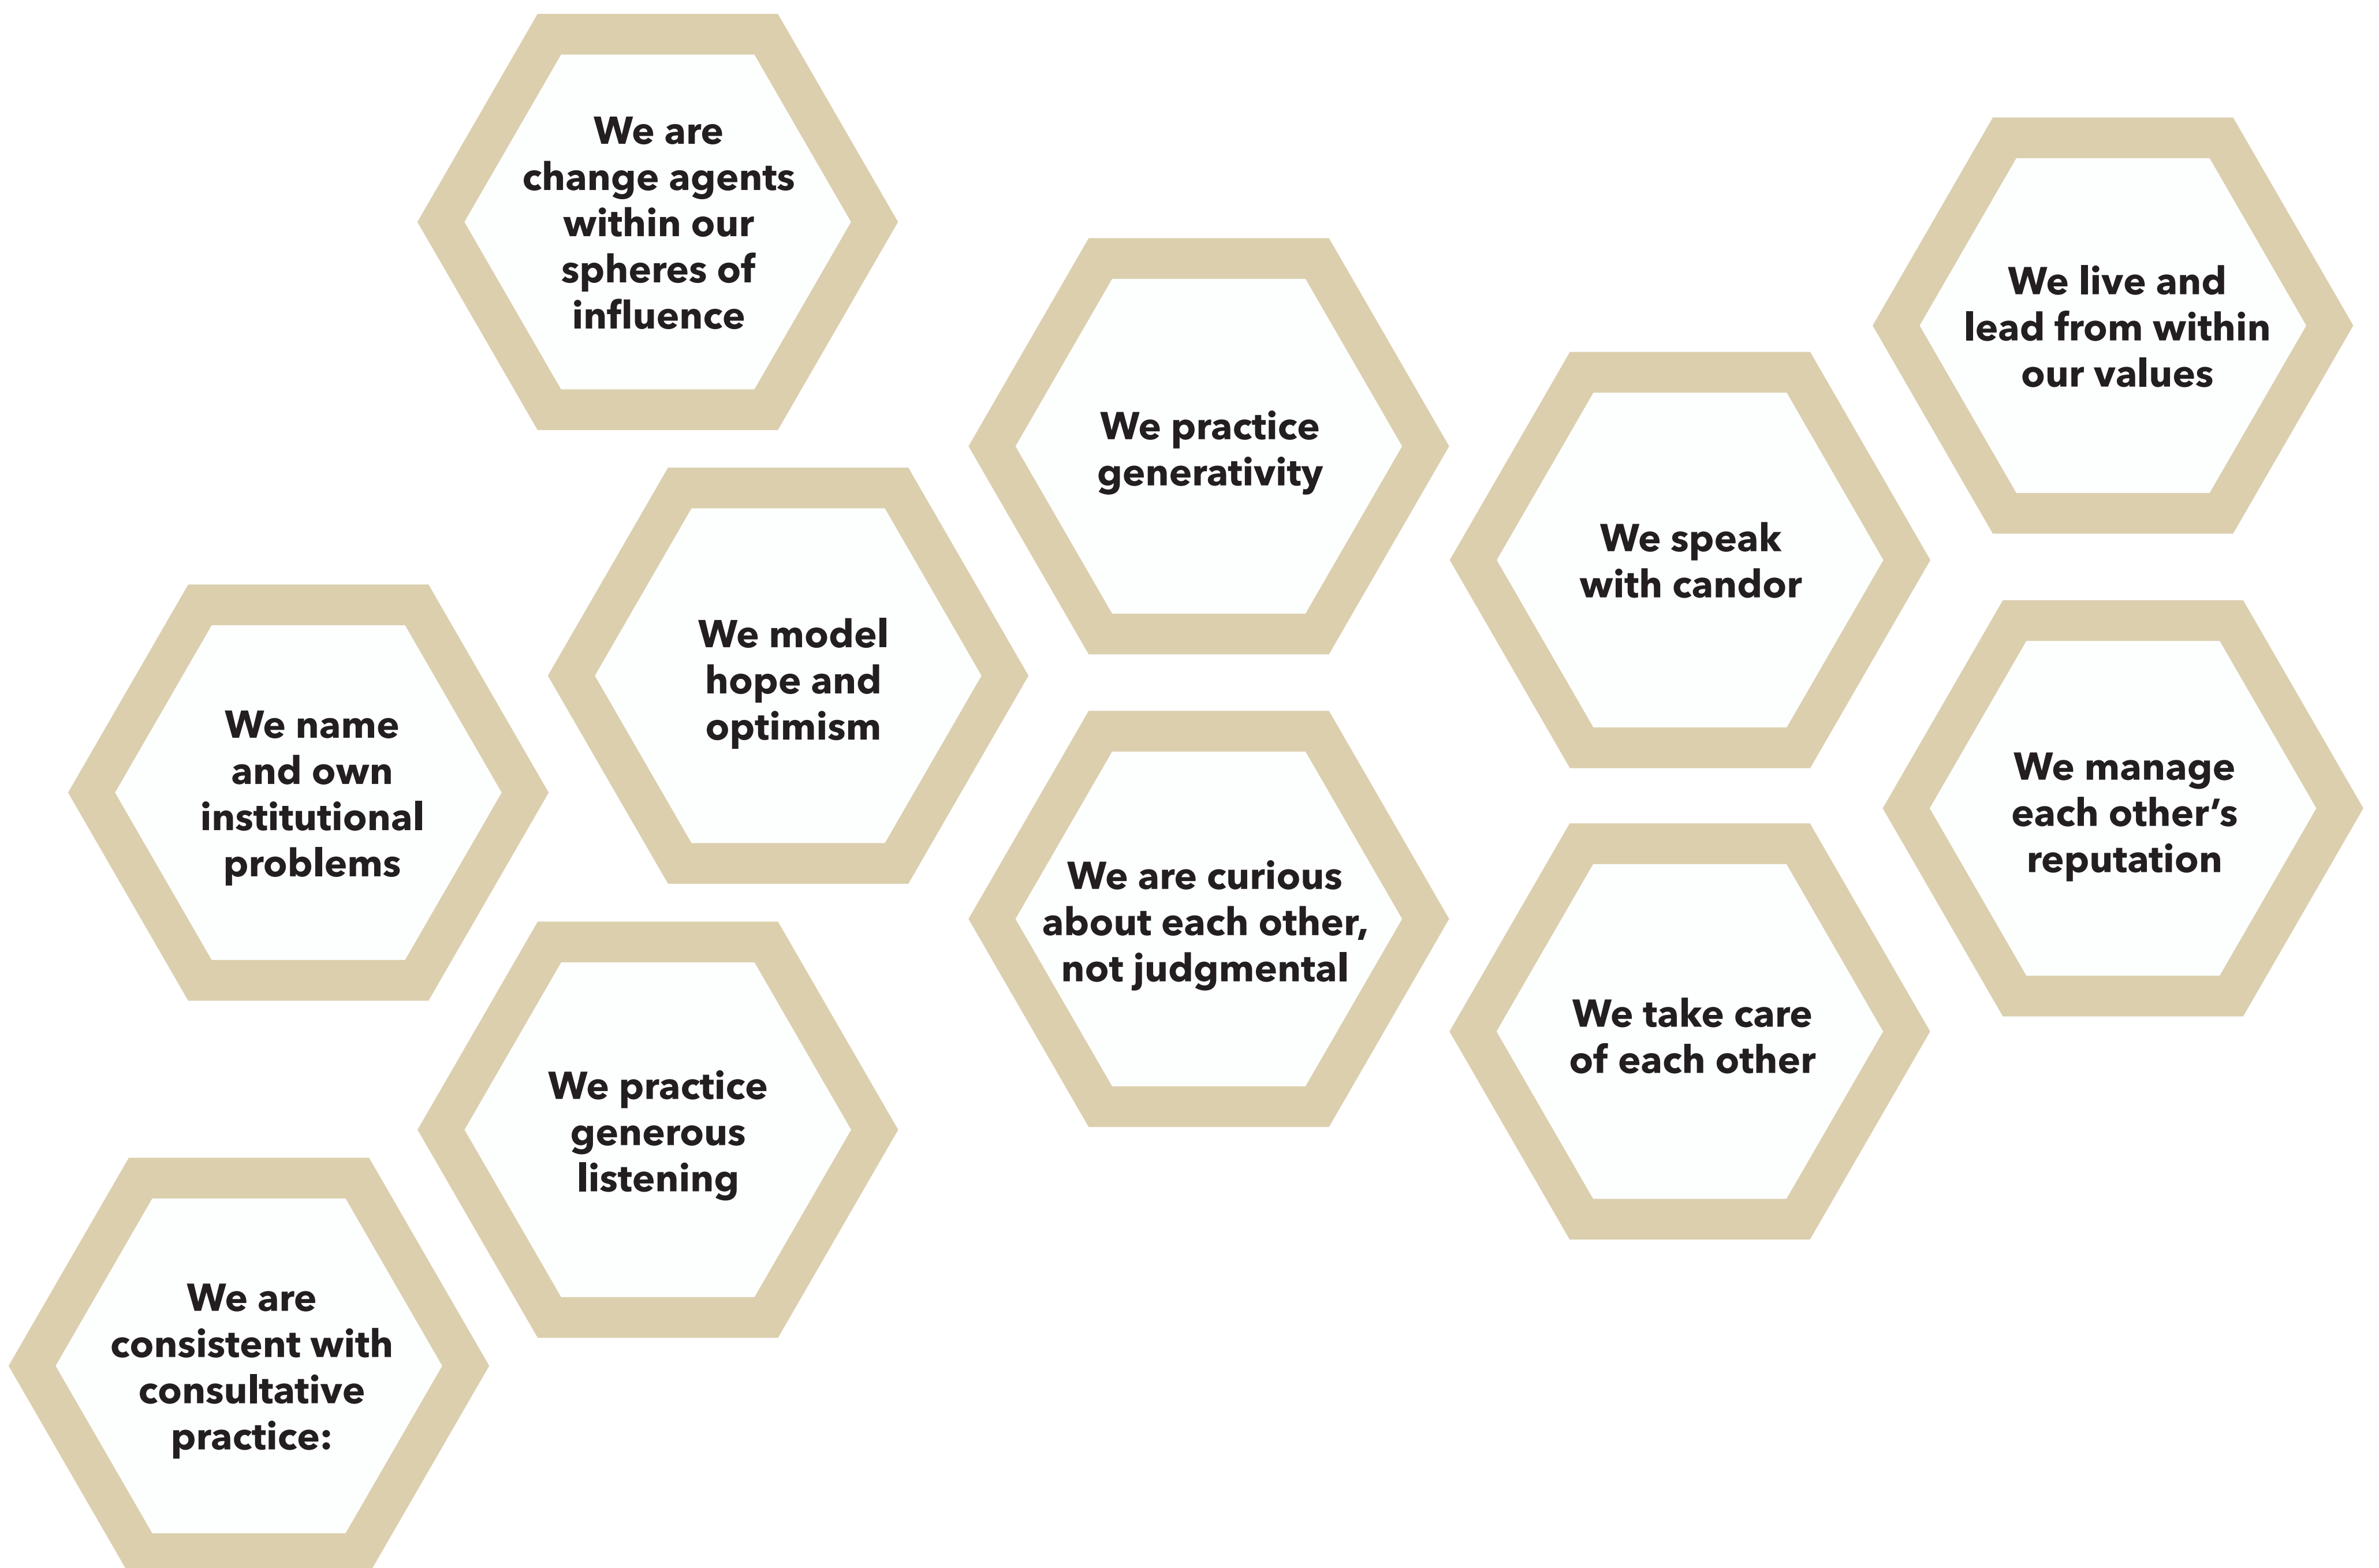 We are
change agents
within our
spheres of
influence
We live and
lead from within
our values
We practice
generativity
We speak
with candor
We model
hope and
optimism
We name
and own
institutional
problems
We manage
each other’s
reputation
We are curious
about each other,
not judgmental
We take care
of each other
We practice
generous
listening
We are
consistent with
consultative
practice: